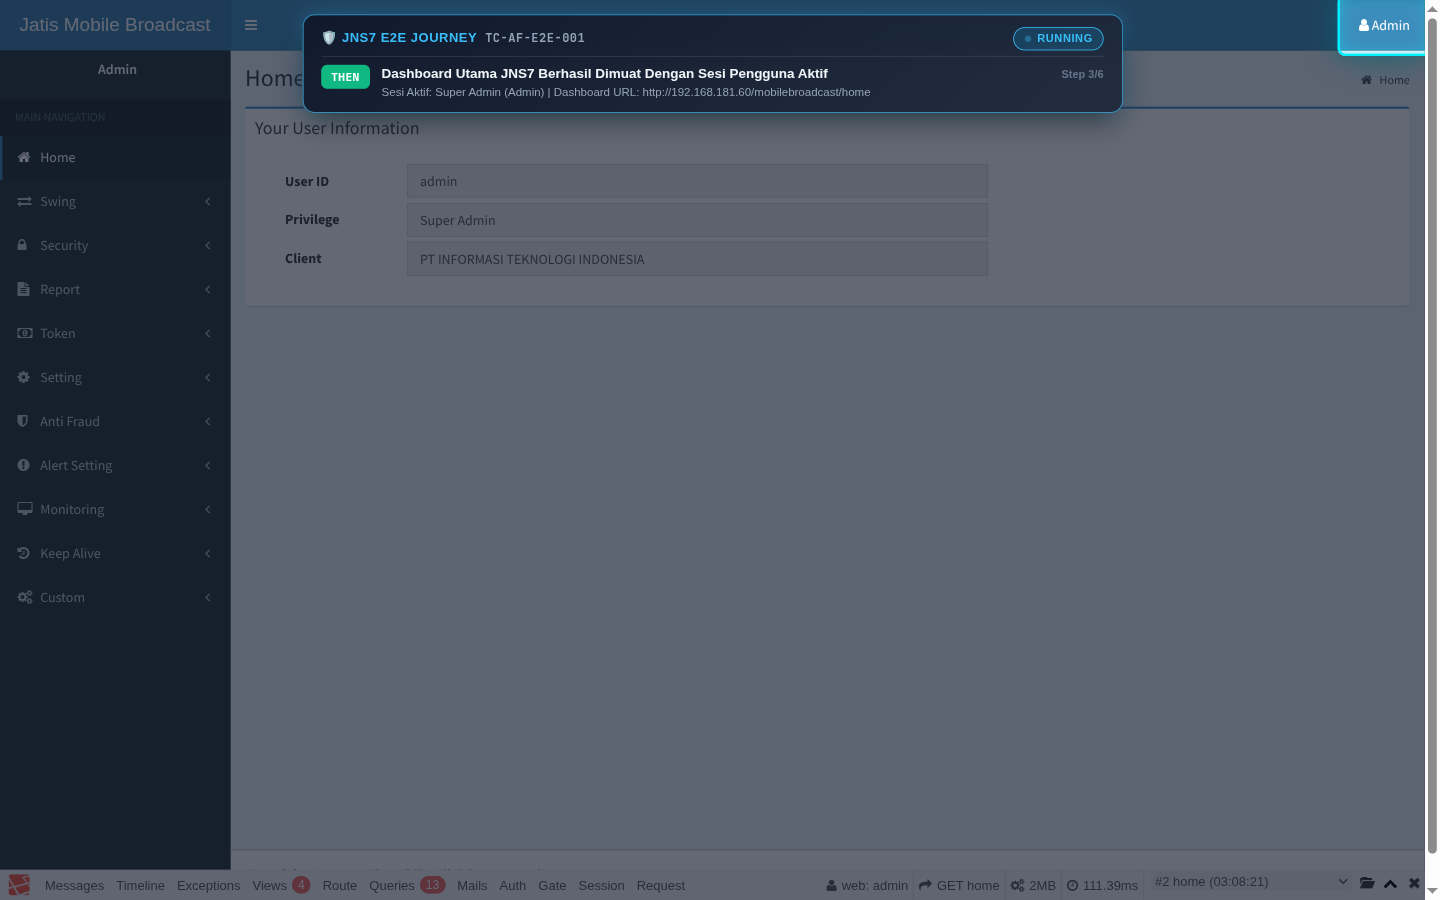 Jatis Mobile Broadcast
JNS7 E2E JOURNEY TC-AF-E2E-001
RUNNING
Admin
THEN Dashboard Utama JNS7 Berhasil Dimuat Dengan Sesi Pengguna Aktif Step 3/6
Sesi Aktif: Super Admin (Admin) | Dashboard URL: http://192.168.181.60/mobilebroadcast/home
Admin
Home
Home
MAIN NAVIGATION
Your User Information
Home
Swing
Security
Report
Token
Setting
Anti Fraud
Alert Setting
Monitoring
Keep Alive
Custom
User ID admin
Privilege Super Admin
Client PT INFORMASI TEKNOLOGI INDONESIA
Messages Timeline Exceptions Views 4 Route Queries 13 Mails Auth Gate Session Request web: admin GET home 2MB 111.39ms #2 home (03:08:21)